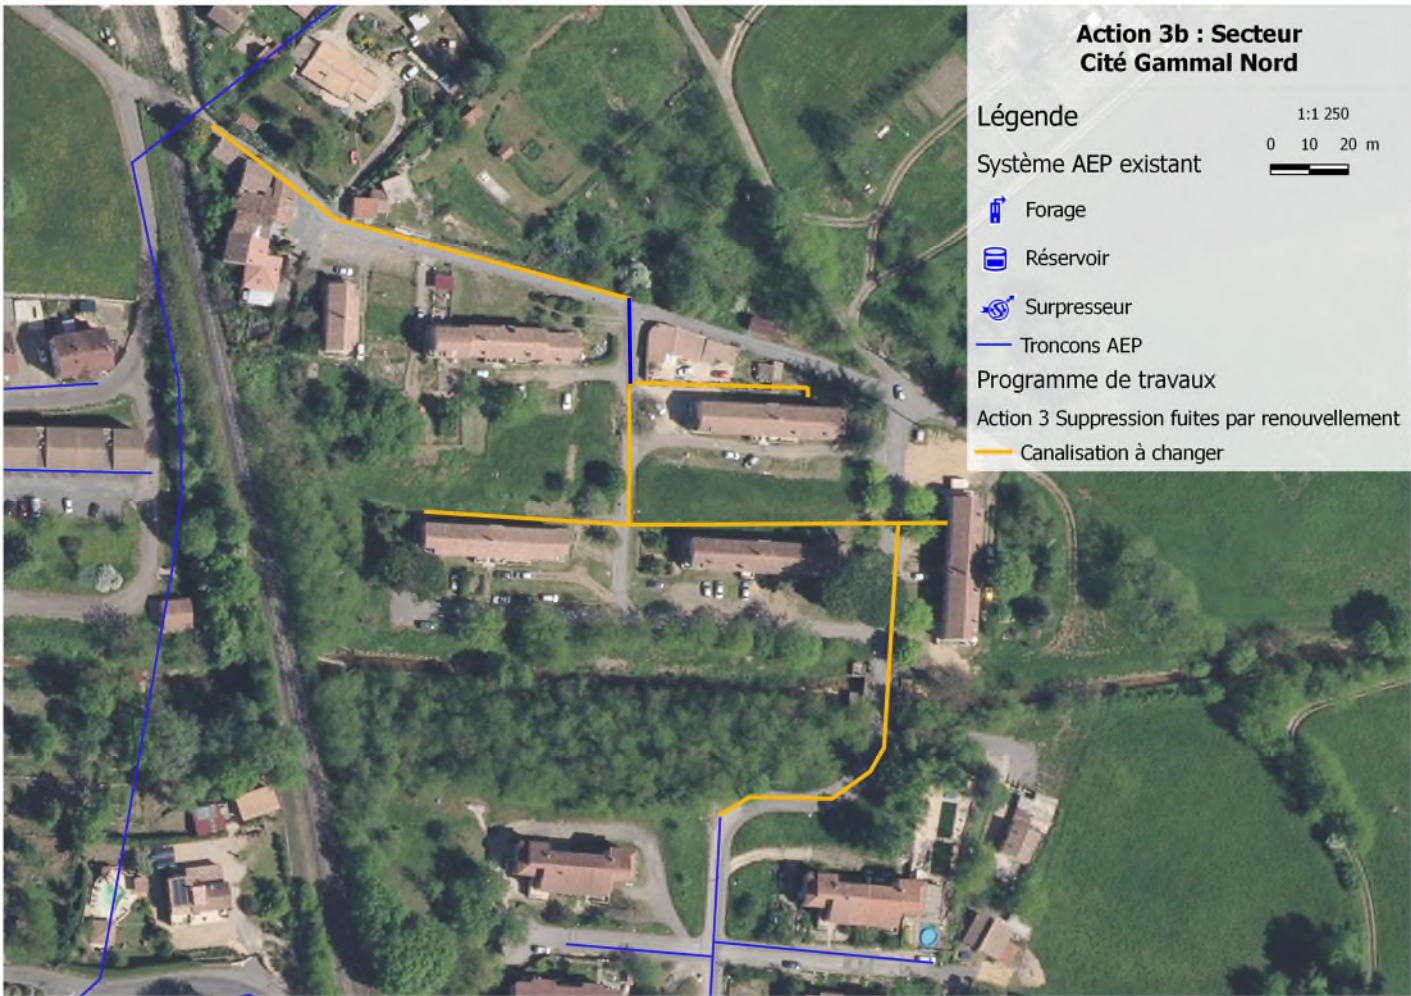 Action 3b : Secteur
Cité Gammal Nord
Légende
1:1 250
0 10 20 m
Système AEP existant
Forage
Réservoir
Surpresseur
Troncons AEP
Programme de travaux
Action 3 Suppression fuites par renouvellement
Canalisation à changer